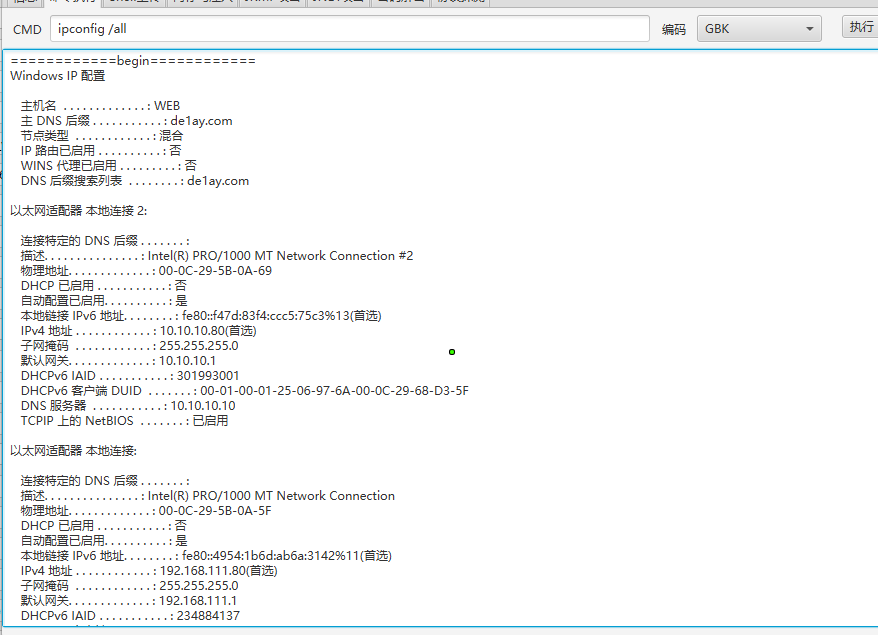 CMD ipconfig /all 编码 GBK 执行
============begin============
Windows IP 配置
主机名 . . . . . . . . . . . . . : WEB
主 DNS 后缀 . . . . . . . . . . . : de1ay.com
节点类型 . . . . . . . . . . . . : 混合
IP 路由已启用 . . . . . . . . . . : 否
WINS 代理已启用 . . . . . . . . . : 否
DNS 后缀搜索列表 . . . . . . . . : de1ay.com
以太网适配器 本地连接 2:
连接特定的 DNS 后缀 . . . . . . . :
描述. . . . . . . . . . . . . . . : Intel(R) PRO/1000 MT Network Connection #2
物理地址. . . . . . . . . . . . . : 00-0C-29-5B-0A-69
DHCP 已启用 . . . . . . . . . . . : 否
自动配置已启用. . . . . . . . . . : 是
本地链接 IPv6 地址. . . . . . . . : fe80::f47d:83f4:ccc5:75c3%13(首选)
IPv4 地址 . . . . . . . . . . . . : 10.10.10.80(首选)
子网掩码 . . . . . . . . . . . . : 255.255.255.0
默认网关. . . . . . . . . . . . . : 10.10.10.1
DHCPv6 IAID . . . . . . . . . . . : 301993001
DHCPv6 客户端 DUID . . . . . . . : 00-01-00-01-25-06-97-6A-00-0C-29-68-D3-5F
DNS 服务器 . . . . . . . . . . . : 10.10.10.10
TCPIP 上的 NetBIOS . . . . . . . : 已启用
以太网适配器 本地连接:
连接特定的 DNS 后缀 . . . . . . . :
描述. . . . . . . . . . . . . . . : Intel(R) PRO/1000 MT Network Connection
物理地址. . . . . . . . . . . . . : 00-0C-29-5B-0A-5F
DHCP 已启用 . . . . . . . . . . . : 否
自动配置已启用. . . . . . . . . . : 是
本地链接 IPv6 地址. . . . . . . . : fe80::4954:1b6d:ab6a:3142%11(首选)
IPv4 地址 . . . . . . . . . . . . : 192.168.111.80(首选)
子网掩码 . . . . . . . . . . . . : 255.255.255.0
默认网关. . . . . . . . . . . . . : 192.168.111.1
DHCPv6 IAID . . . . . . . . . . . : 234884137